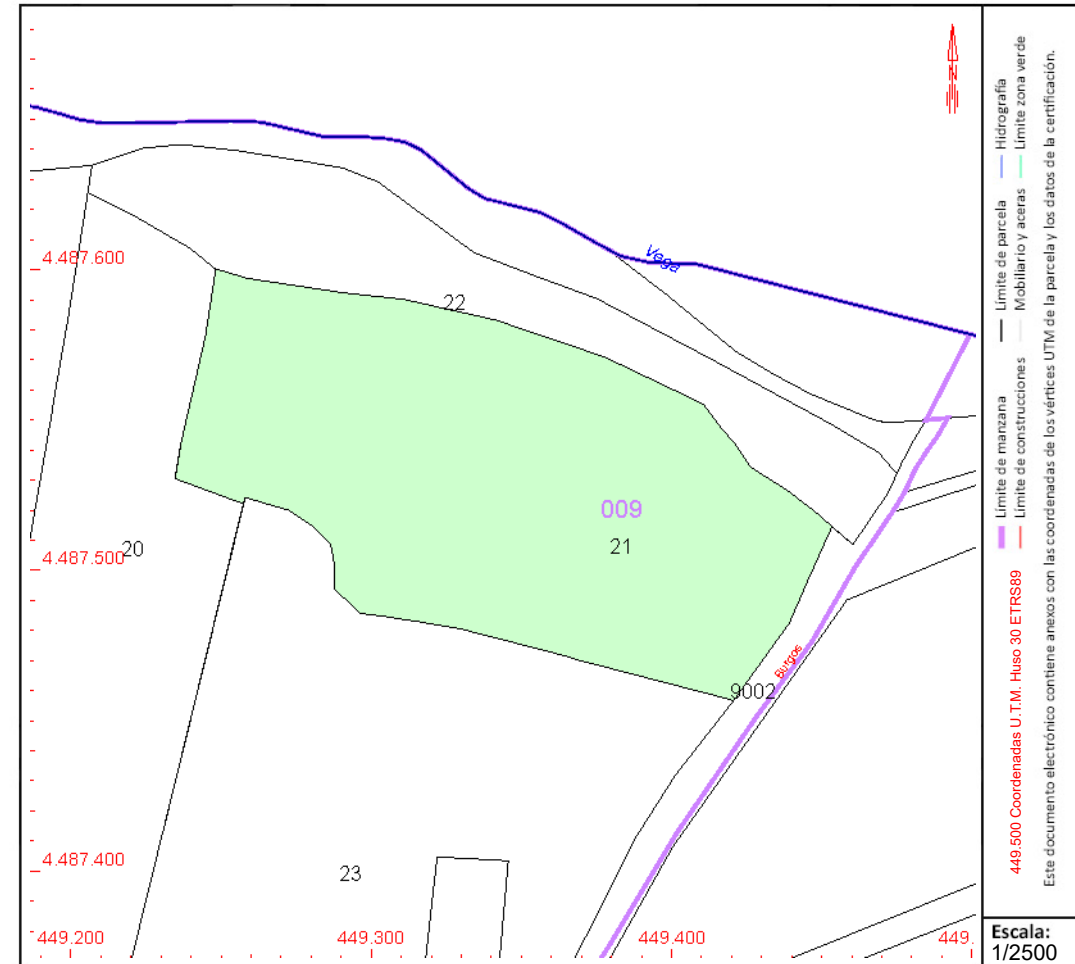 N
4.487.600
Vega
22
009
21
20
4.487.500
Burgos
9002
4.487.400
23
449.200
449.300
449.400
449.
449.500 Coordenadas U.T.M. Huso 30 ETRS89
Límite de manzana
Límite de construcciones
Límite de parcela
Mobiliario y aceras
Hidrografía
Límite zona verde
Este documento electrónico contiene anexos con las coordenadas de los vértices UTM de la parcela y los datos de la certificación.
Escala:
1/2500